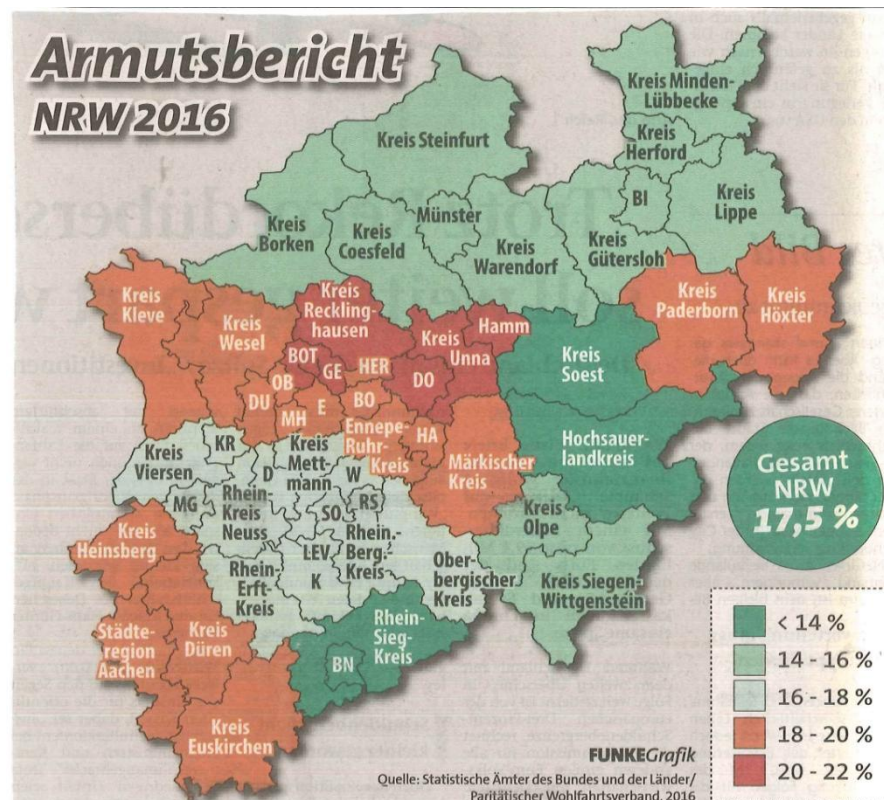 Armutsbericht
NRW 2016
Kreis Minden-
Lübbecke
Kreis
Herford
Kreis Steinfurt
BI
Kreis
Lippe
Kreis
Borken
Kreis
Coesfeld
Münster
Kreis
Warendorf
Kreis
Gütersloh
Kreis
Kleve
Kreis
Wesel
Kreis
Reckling-
hausen
Kreis
Unna
Hamm
Kreis
Soest
Kreis
Paderborn
Kreis
Höxter
BOT
GE
HER
DO
OB
DU
MH
E
BO
Ennepe-
Ruhr-
Kreis
HA
Märkischer
Kreis
Hochsauer-
landkreis
Kreis
Viersen
KR
D
Kreis
Mett-
mann
W
MG
Rhein-
Kreis
Neuss
SO
RS
Rhein.-
Berg.-
Kreis
LEV
K
Kreis
Heinsberg
Rhein-
Erft-
Kreis
Ober-
bergischer
Kreis
Kreis
Olpe
Kreis Siegen-
Wittgenstein
Städte-
region
Aachen
Kreis
Düren
BN
Rhein-
Sieg-
Kreis
Kreis
Euskirchen
Gesamt
NRW
17,5 %
< 14 %
14 - 16 %
16 - 18 %
18 - 20 %
20 - 22 %
FUNKEGrafik
Quelle: Statistische Ämter des Bundes und der Länder/
Paritätischer Wohlfahrtsverband, 2016